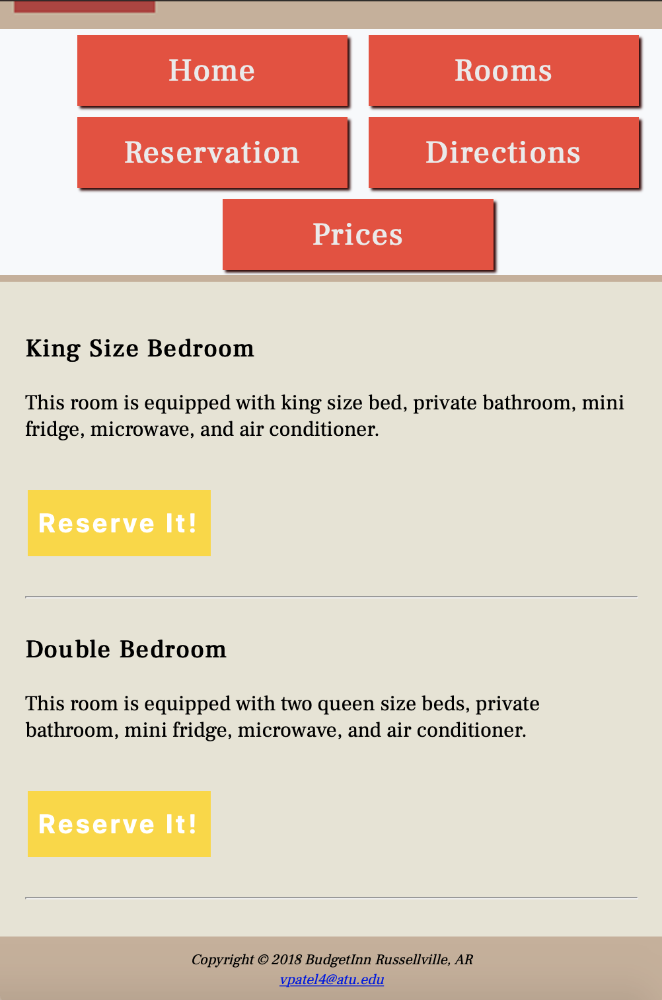 Home Rooms
Reservation Directions
Prices
King Size Bedroom
This room is equipped with king size bed, private bathroom, mini
fridge, microwave, and air conditioner.
Reserve It!
Double Bedroom
This room is equipped with two queen size beds, private
bathroom, mini fridge, microwave, and air conditioner.
Reserve It!
Copyright © 2018 BudgetInn Russellville, AR
vpatel4@atu.edu